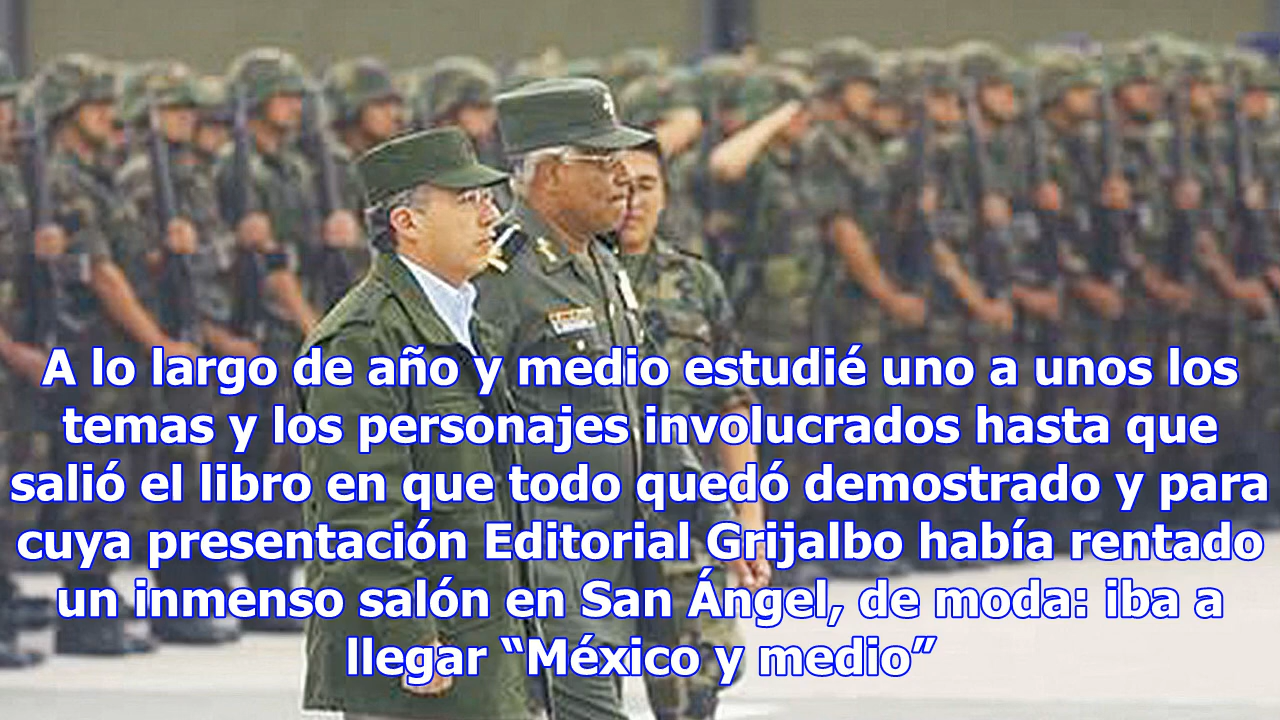 A lo largo de año y medio estudié uno a unos los
temas y los personajes involucrados hasta que
salió el libro en que todo quedó demostrado y para
cuya presentación Editorial Grijalbo había rentado
un inmenso salón en San Ángel, de moda: iba a
llegar “México y medio”